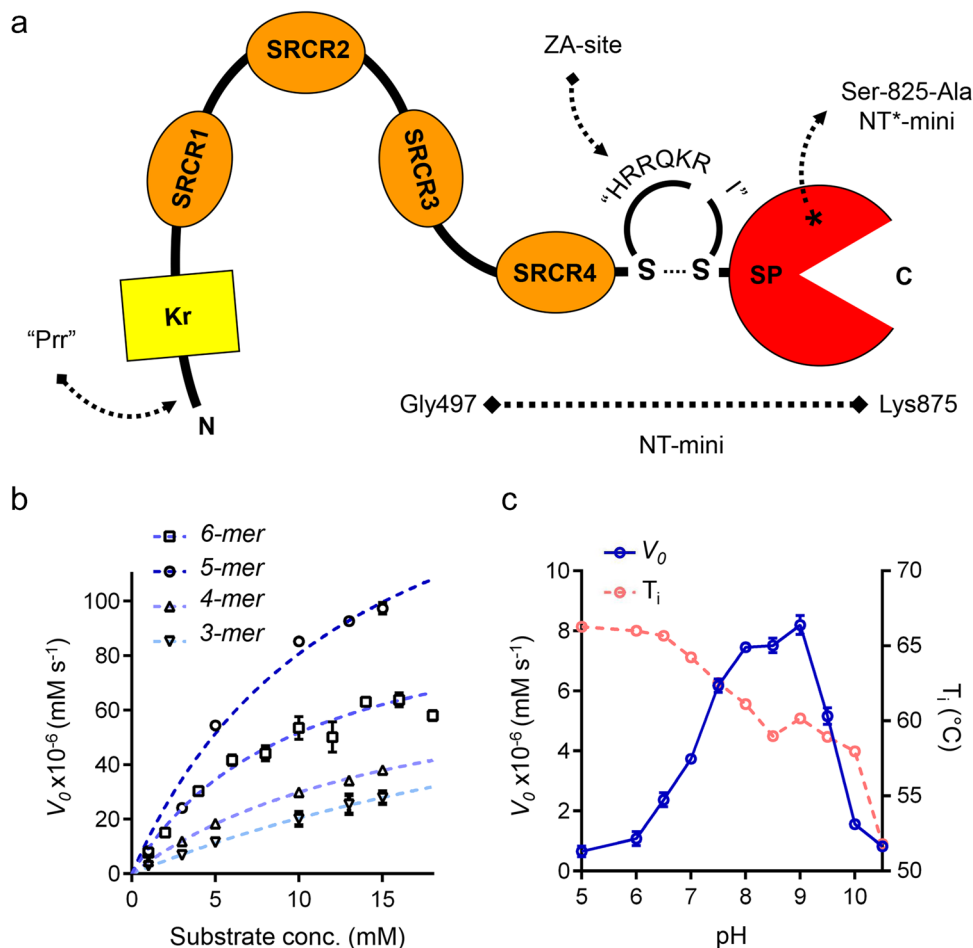 a
SRCR2
ZA-site
Ser-825-Ala
NT*-mini
SRCR1
SRCR3
"HRRQKR I"
*
SRCR4
S .... S
SP
C
Kr
"Prr"
N
Gly497
Lys875
NT-mini
b
6-mer
5-mer
4-mer
3-mer
V0 x10-6 (mM s-1)
100
80
60
40
20
0
0 5 10 15
Substrate conc. (mM)
c
V0
Ti
V0 x10-6 (mM s-1)
10
8
6
4
2
0
5 6 7 8 9 10
pH
70
65
60
55
50
Ti (°C)